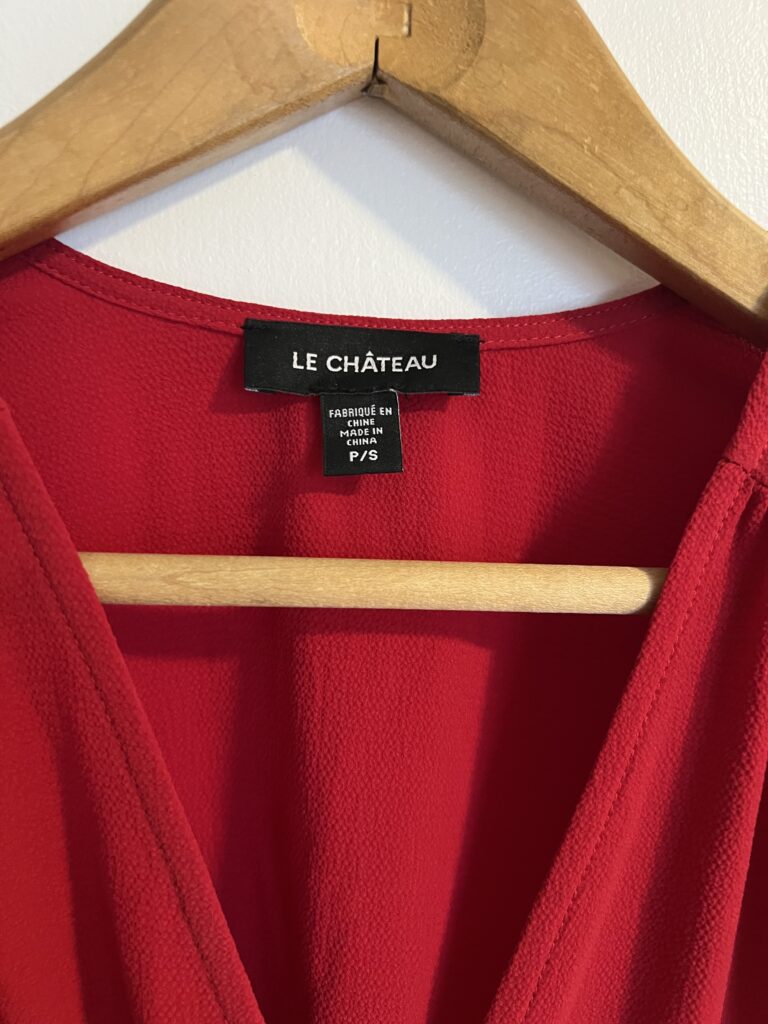 LE CHÂTEAU
FABRIQUÉ EN
CHINE
MADE IN
CHINA
P/S